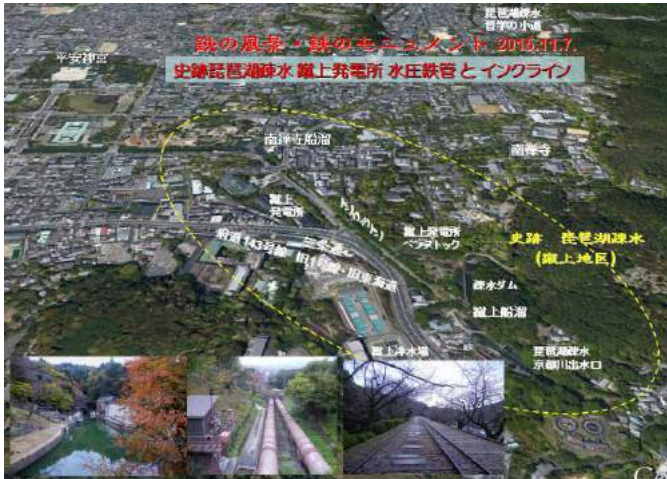 琵琶湖疏水
哲学の小道
鉄の風景・鉄のモニュメント 2015.11.7.
平安神宮
史跡琵琶湖疏水 蹴上発電所 水圧鉄管 と インクライン
南禅寺船溜
南禅寺
蹴上
発電所
蹴上発電所
ペンストック
三条通
府道143号線 旧1号線・旧東海道
史跡 琵琶湖疏水
(蹴上地区)
疏水ダム
蹴上船溜
蹴上浄水場
琵琶湖疏水
京都川出水口